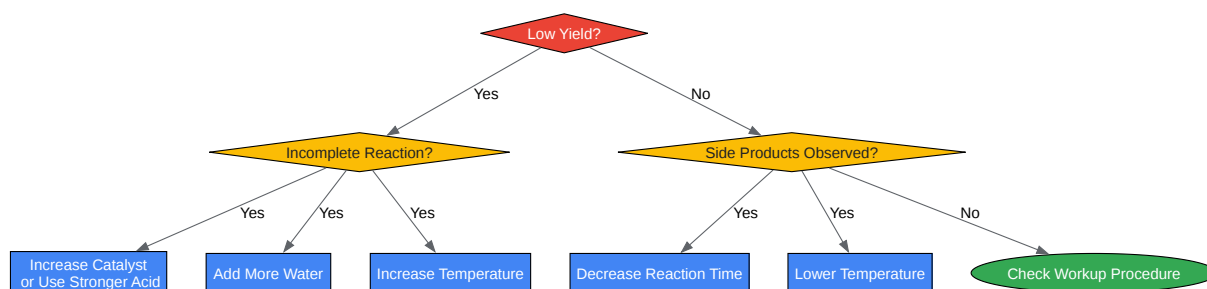 Low Yield?
Yes
No
Incomplete Reaction?
Side Products Observed?
Yes
Yes
Yes
Yes
Yes
No
Increase Catalyst
or Use Stronger Acid
Add More Water
Increase Temperature
Decrease Reaction Time
Lower Temperature
Check Workup Procedure